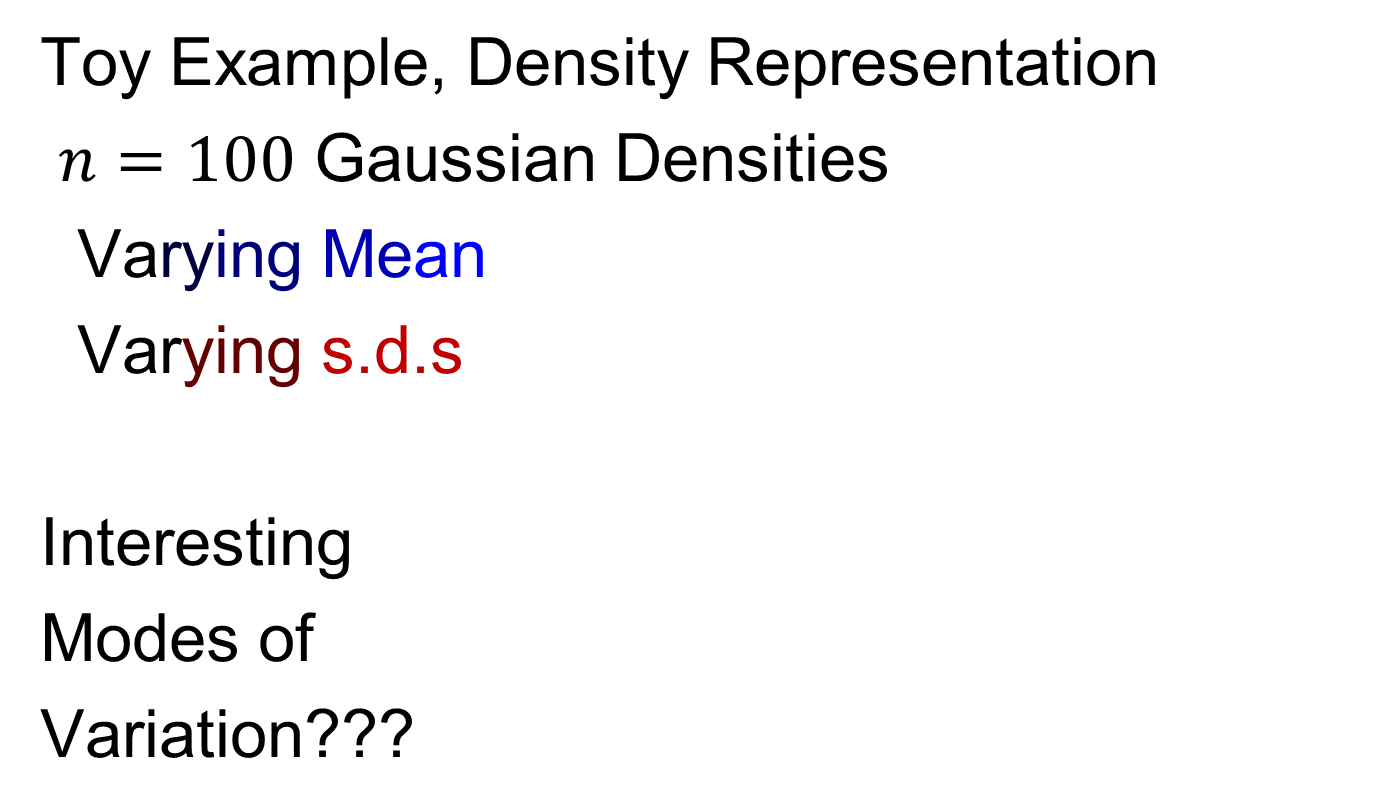 Toy Example, Density Representation
n = 100 Gaussian Densities
Varying Mean
Varying s.d.s
Interesting
Modes of
Variation???